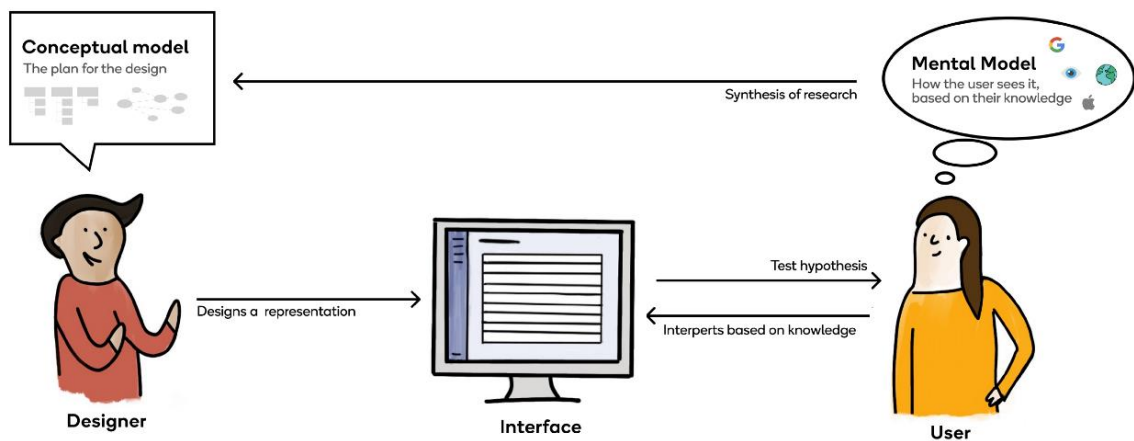 Conceptual model
The plan for the design
Mental Model
How the user sees it,
based on their knowledge
Synthesis of research
Test hypothesis
Designs a representation
Interperts based on knowledge
Designer
Interface
User